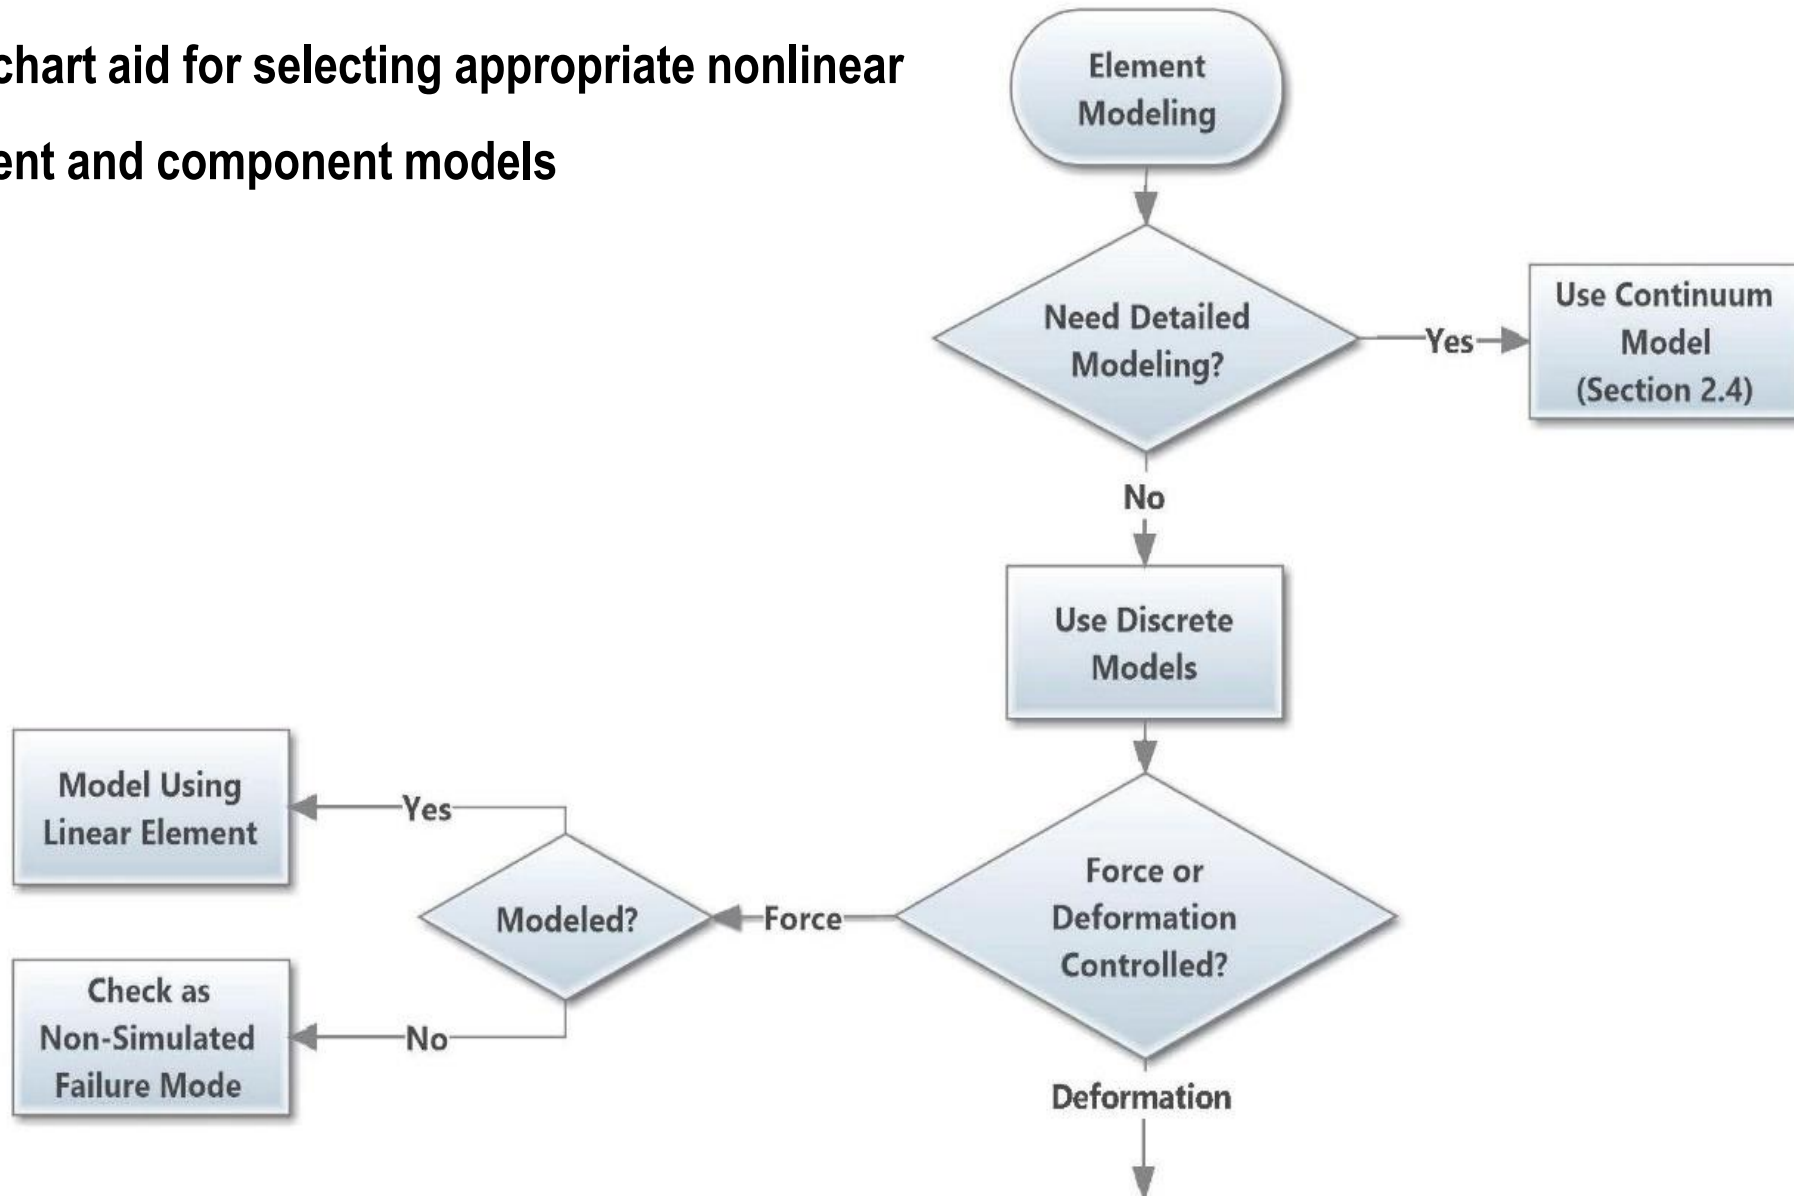 chart aid for selecting appropriate nonlinear
ent and component models
Element
Modeling
Need Detailed
Modeling?
Yes
Use Continuum
Model
(Section 2.4)
No
Use Discrete
Models
Force or
Deformation
Controlled?
Force
Modeled?
Yes
Model Using
Linear Element
No
Check as
Non-Simulated
Failure Mode
Deformation